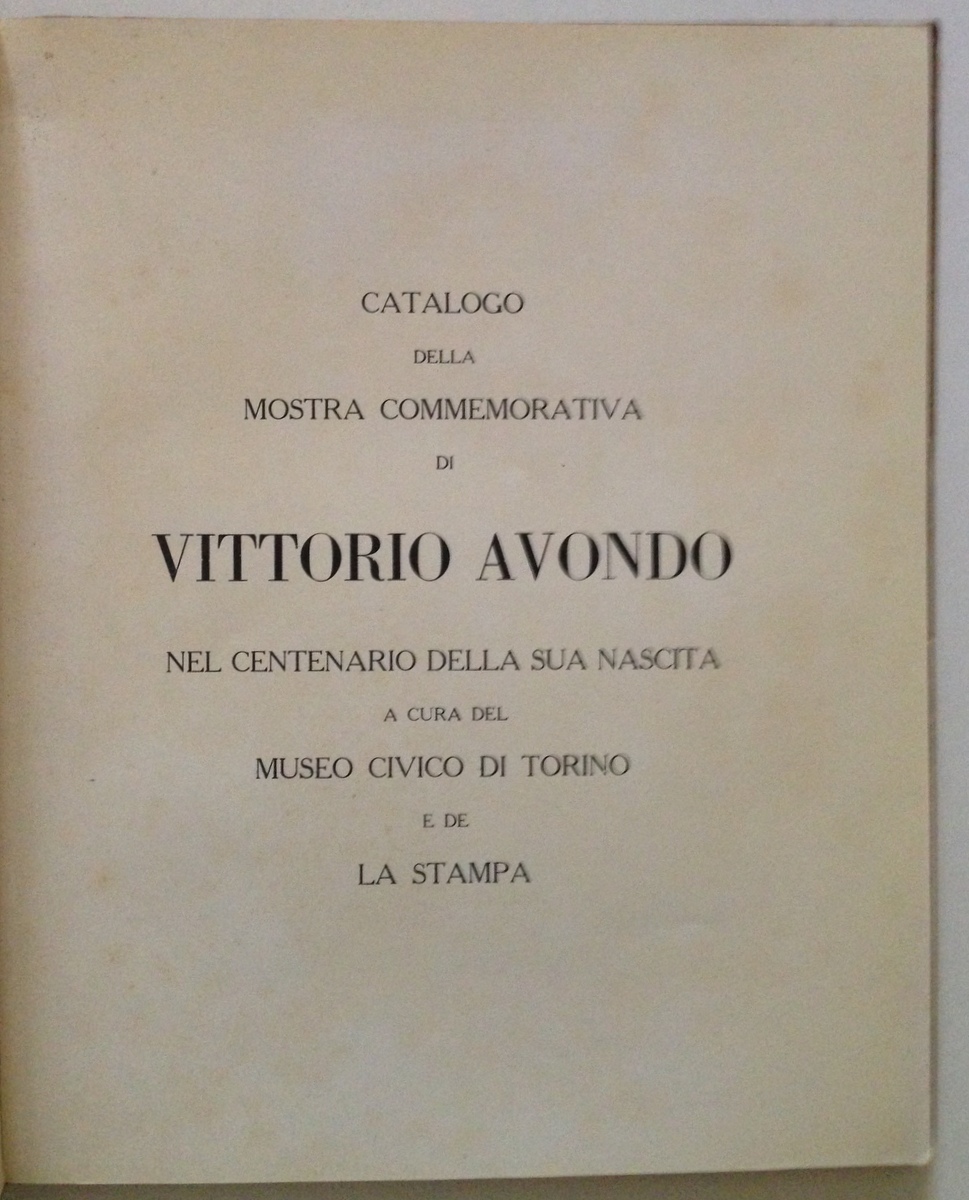 CATALOGO
DELLA
MOSTRA COMMEMORATIVA
DI
VITTORIO AVONDO
NEL CENTENARIO DELLA SUA NASCITA
A CURA DEL
MUSEO CIVICO DI TORINO
E DE
LA STAMPA